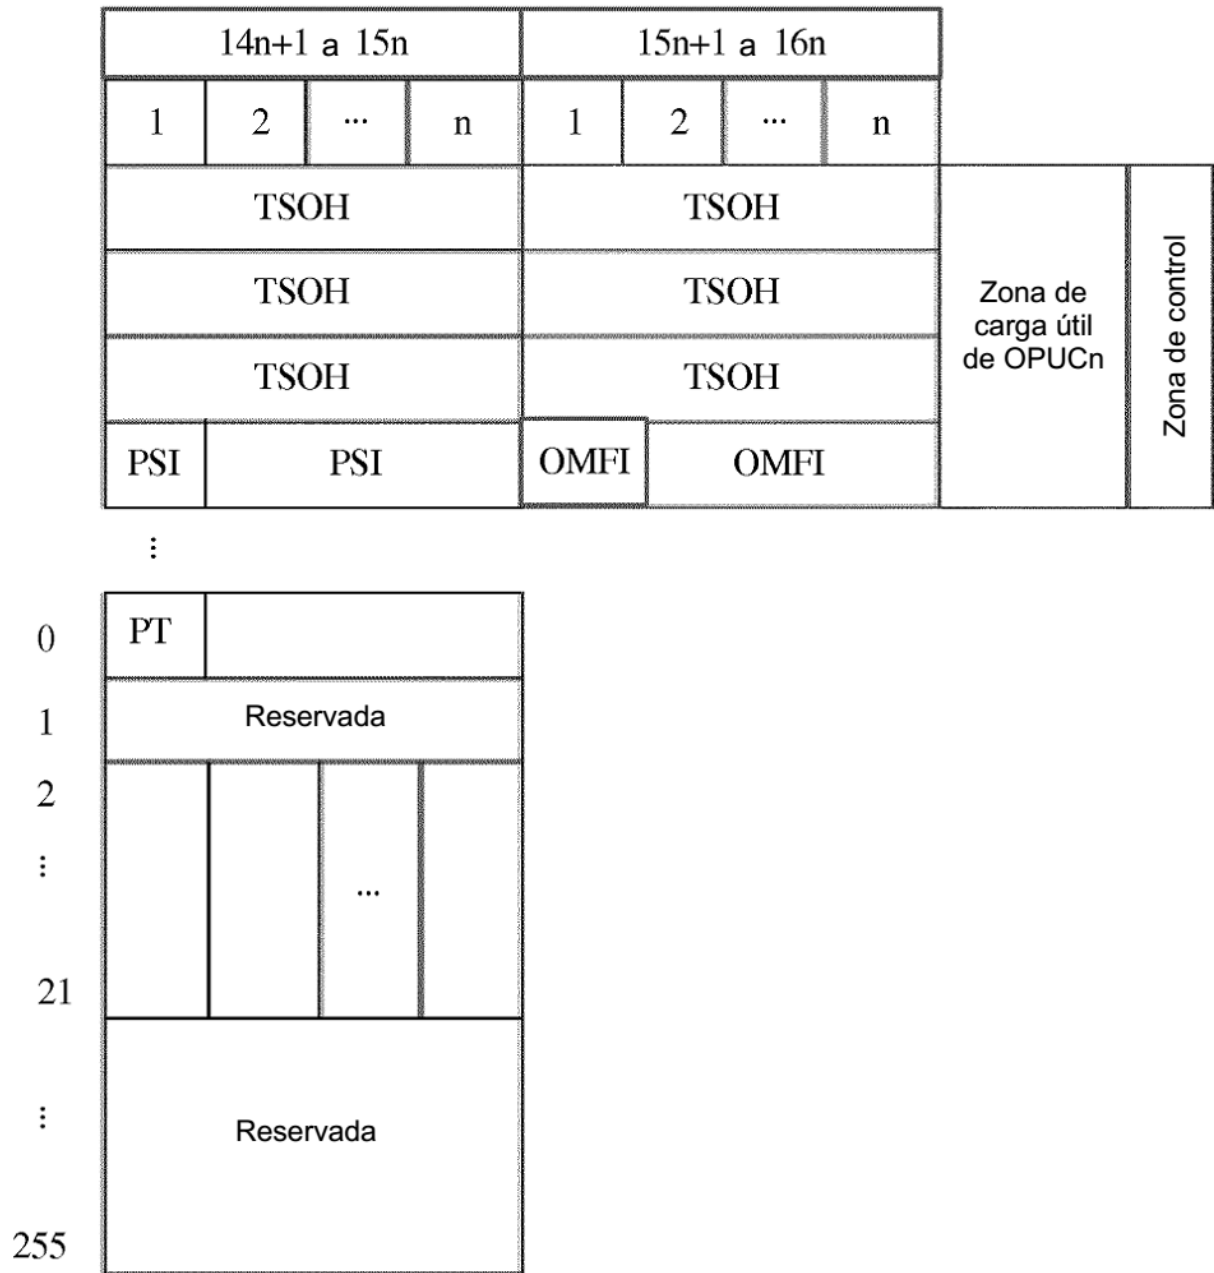 14n+1 a 15n 15n+1 a 16n
1 2 ... n 1 2 ... n
TSOH TSOH
TSOH TSOH
TSOH TSOH
PSI PSI OMFI OMFI
Zona de
carga útil
de OPUCn
Zona de control
⋮
0 PT
1 Reservada
2
⋮
...
21
⋮
Reservada
255